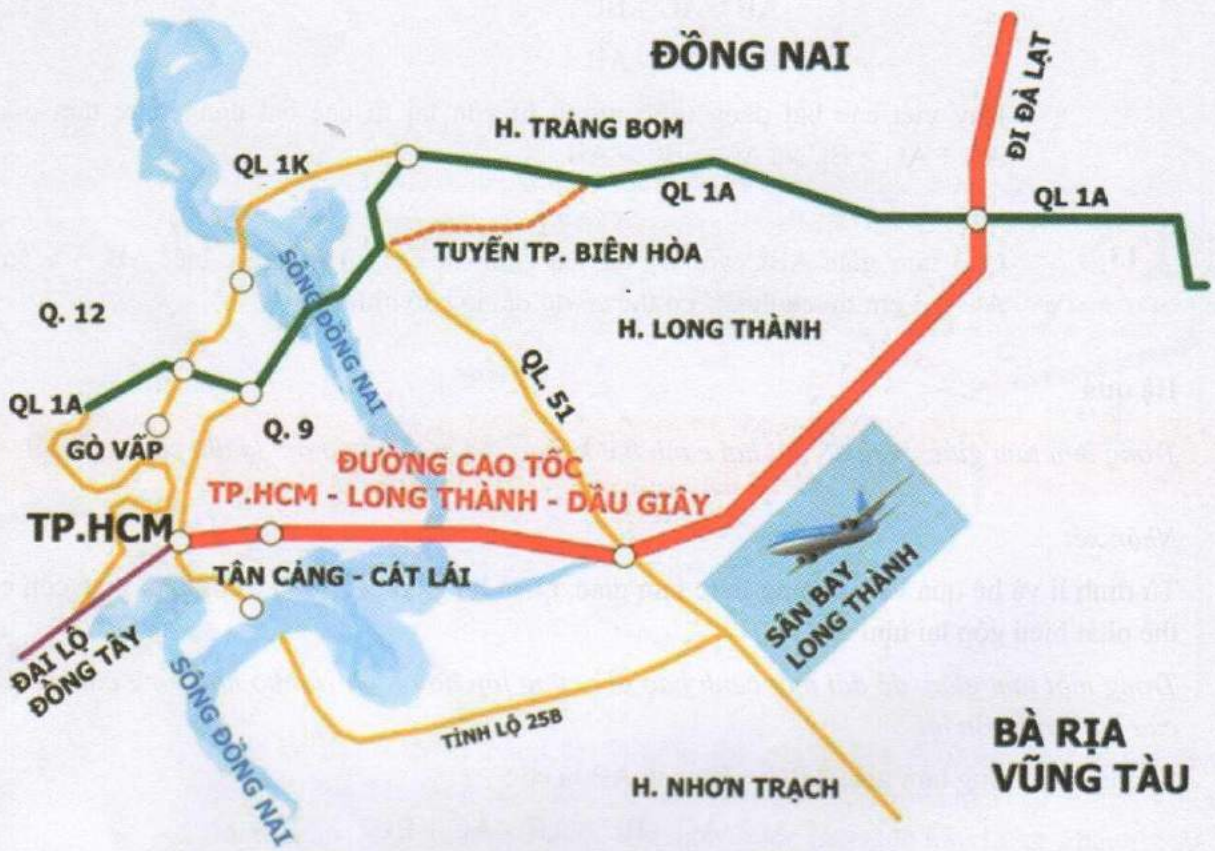 ĐỒNG NAI
ĐI ĐÀ LẠT
H. TRẢNG BOM
QL 1K
QL 1A
QL 1A
TUYẾN TP. BIÊN HÒA
SÔNG ĐỒNG NAI
Q. 12
H. LONG THÀNH
QL. 51
QL 1A
Q. 9
GÒ VẤP
ĐƯỜNG CAO TỐC
TP.HCM - LONG THÀNH - DẦU GIÂY
TP.HCM
TÂN CẢNG - CÁT LÁI
SÂN BAY
LONG THÀNH
ĐẠI LỘ
ĐÔNG TÂY
SÔNG ĐỒNG NAI
TỈNH LỘ 25B
BÀ RỊA
VŨNG TÀU
H. NHƠN TRẠCH